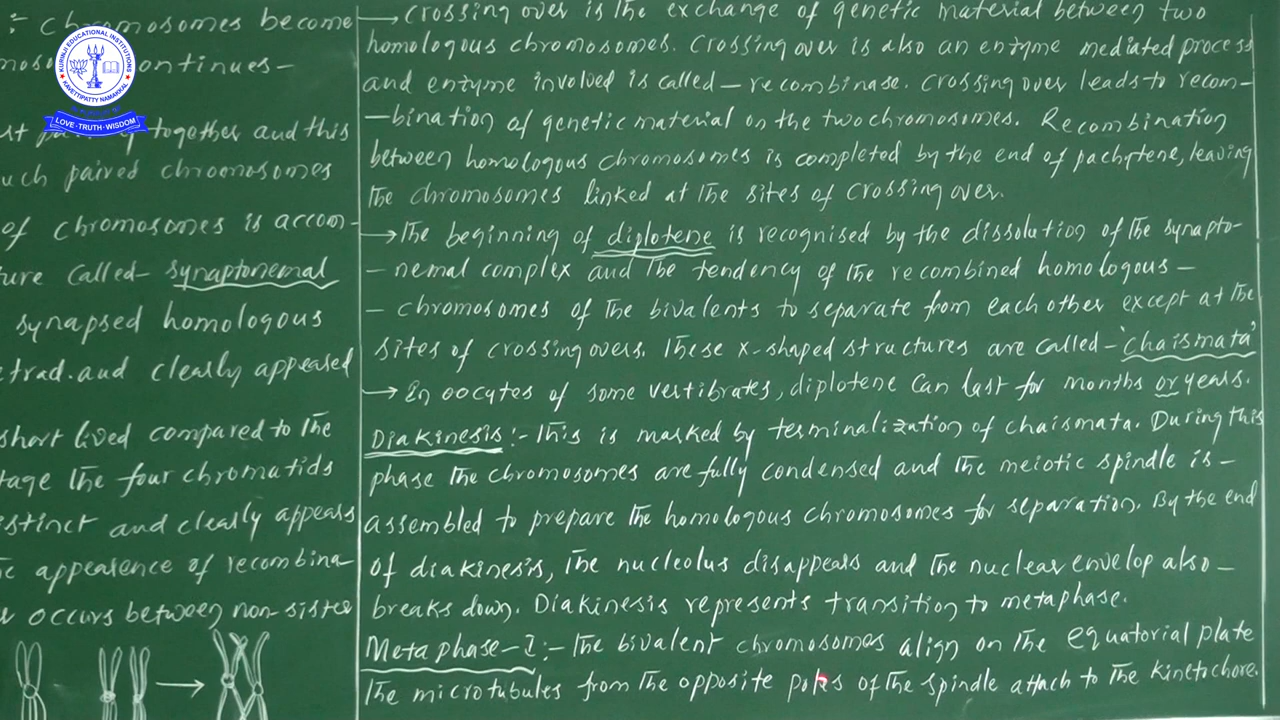 KURINJI EDUCATIONAL INSTITUTIONS
KAVETTIPATTY NAMAKKAL
LOVE · TRUTH · WISDOM
:- Chromosomes become
continues-
together and this
uch paired chromosomes
of chromosomes is accom-
ture called- synaptonemal
synapsed homologous
etrad. and clearly appeared
short lived compared to the
tage the four chromatids
istinct and clearly appears
appearence of recombina-
occurs between non-sister
→ Crossing over is the exchange of genetic material between two
homologous chromosomes. Crossing over is also an enzyme mediated process
and enzyme involved is called- recombinase. Crossing over leads to recom-
-bination of genetic material on the two chromosomes. Recombination
between homologous chromosomes is completed by the end of pachytene, leaving
the chromosomes linked at the sites of crossing over.
→ The beginning of diplotene is recognised by the dissolution of the synapto-
- nemal complex and the tendency of the recombined homologous -
- chromosomes of the bivalents to separate from each other except at the
sites of crossing overs. These x-shaped structures are called- 'chaismata'
→ In oocytes of some vertibrates, diplotene can last for months or years.
Diakinesis :- This is marked by terminalization of chaismata. During this
phase the chromosomes are fully condensed and the meiotic spindle is -
assembled to prepare the homologous chromosomes for separation. By the end
of diakinesis, the nucleolus disappears and the nuclear envelop also -
breaks down. Diakinesis represents transition to metaphase.
Metaphase-I :- The bivalent chromosomes align on the equatorial plate
The microtubules from the opposite poles of the spindle attach to the kinetochore.